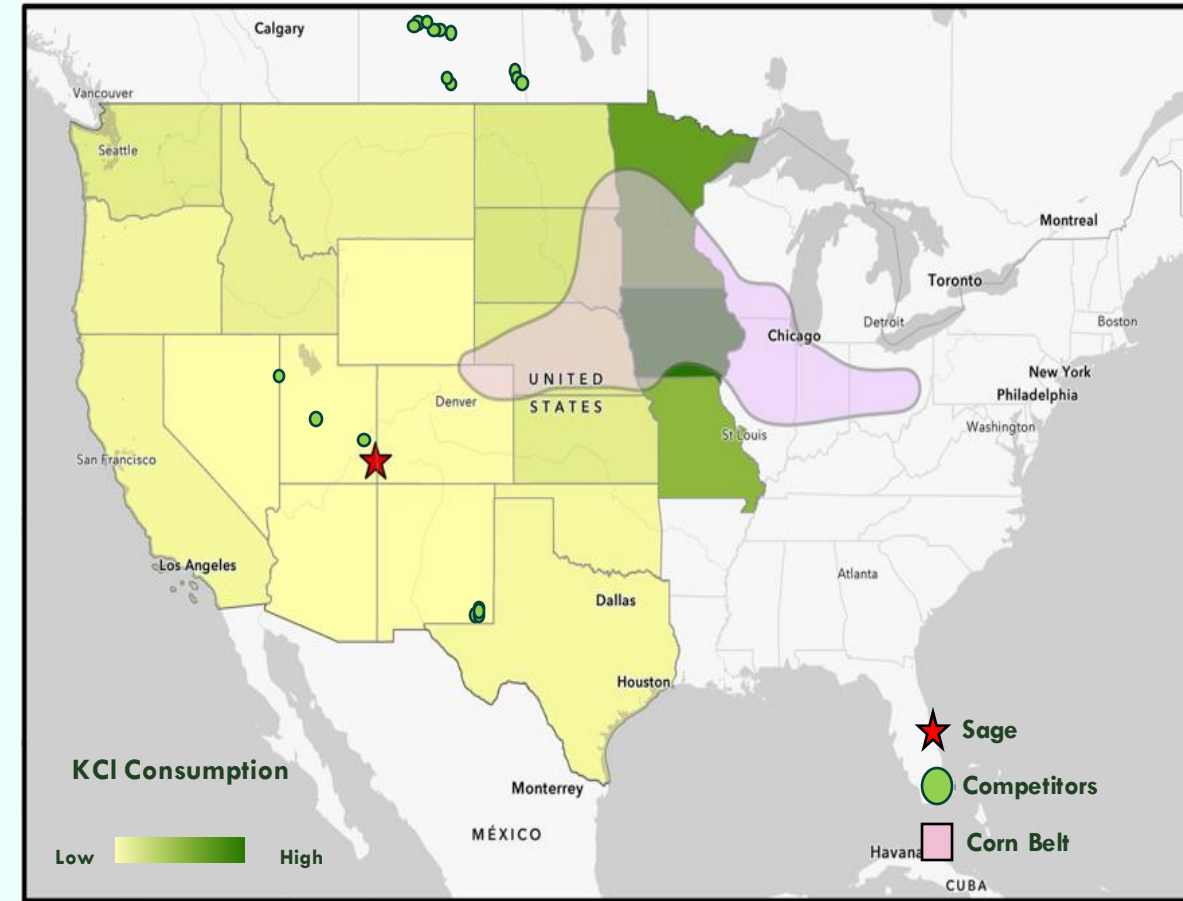 Calgary
Vancouver
Seattle
Montreal
Toronto
Chicago
Detroit
Boston
UNITED
STATES
New York
Philadelphia
Denver
Washington
St Louis
San Francisco
Los Angeles
Atlanta
Dallas
Houston
Sage
KCl Consumption
Monterrey
Competitors
MÉXICO
Low
High
Corn Belt
Havana
CUBA